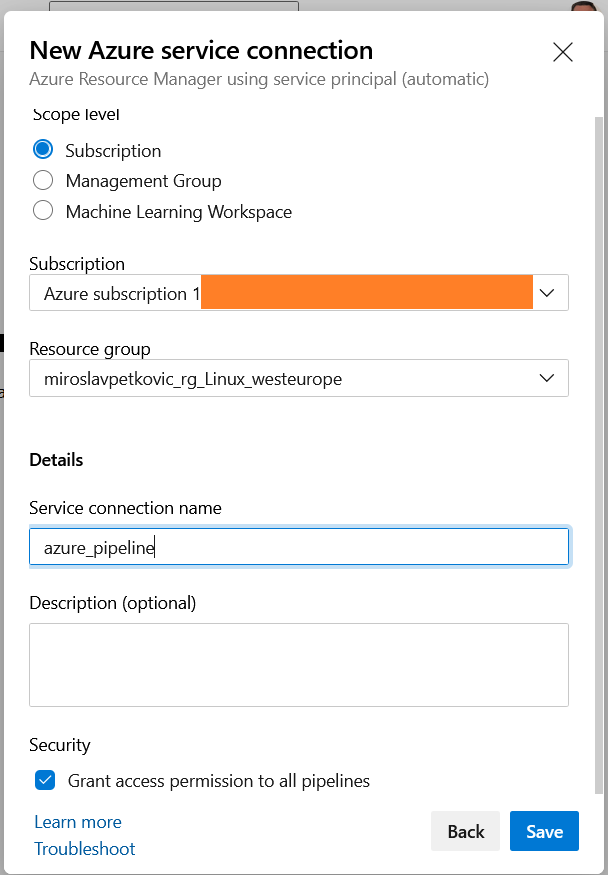 New Azure service connection
Azure Resource Manager using service principal (automatic)
Scope level
Subscription
Management Group
Machine Learning Workspace
Subscription
Azure subscription 1
Resource group
miroslavpetkovic_rg_Linux_westeurope
Details
Service connection name
azure_pipeline
Description (optional)
Security
Grant access permission to all pipelines
Learn more
Troubleshoot
Back
Save